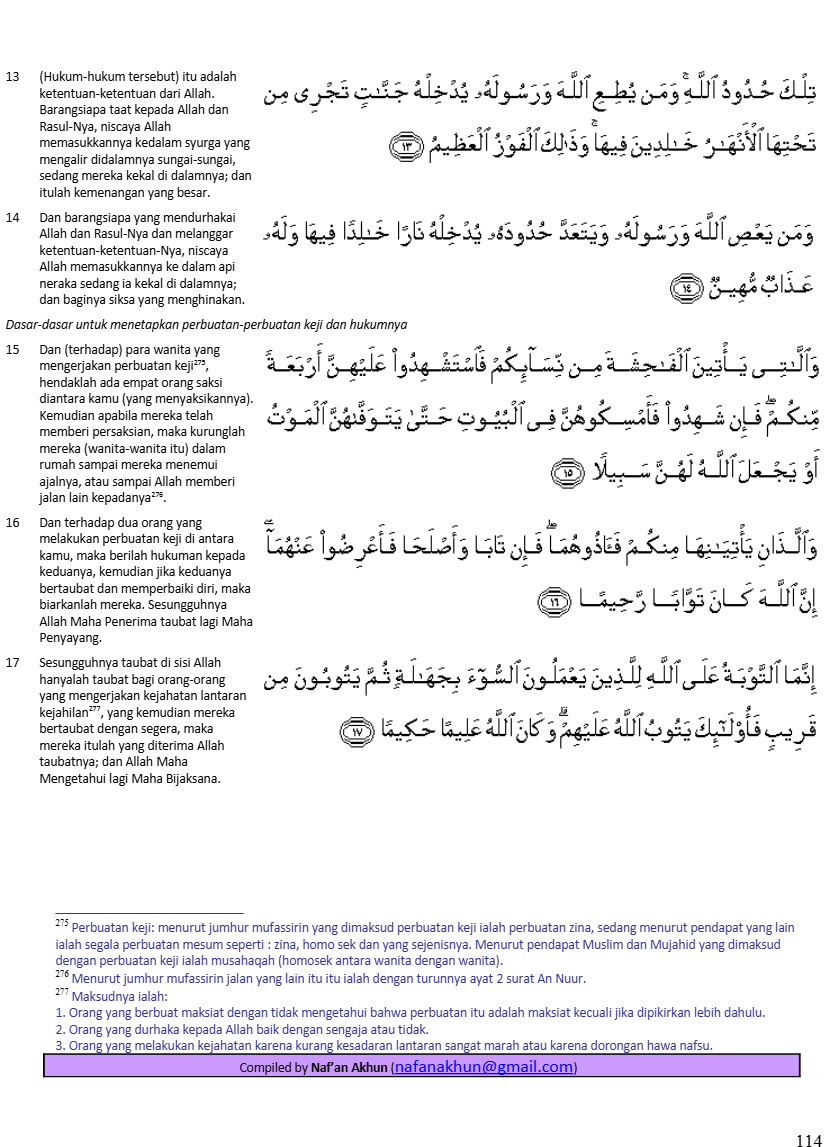 13 (Hukum-hukum tersebut) itu adalah
ketentuan-ketentuan dari Allah.
Barangsiapa taat kepada Allah dan
Rasul-Nya, niscaya Allah
memasukkannya kedalam syurga yang
mengalir didalamnya sungai-sungai,
sedang mereka kekal di dalamnya; dan
itulah kemenangan yang besar.
تِلْكَ حُدُودُ ٱللَّهِ ۚ وَمَن يُطِعِ ٱللَّهَ وَرَسُولَهُۥ يُدْخِلْهُ جَنَّـٰتٍ تَجْرِى مِن
تَحْتِهَا ٱلْأَنْهَـٰرُ خَـٰلِدِينَ فِيهَا ۚ وَذَٰلِكَ ٱلْفَوْزُ ٱلْعَظِيمُ ﴿١٣﴾
14 Dan barangsiapa yang mendurhakai
Allah dan Rasul-Nya dan melanggar
ketentuan-ketentuan-Nya, niscaya
Allah memasukkannya ke dalam api
neraka sedang ia kekal di dalamnya;
dan baginya siksa yang menghinakan.
وَمَن يَعْصِ ٱللَّهَ وَرَسُولَهُۥ وَيَتَعَدَّ حُدُودَهُۥ يُدْخِلْهُ نَارًا خَـٰلِدًا فِيهَا وَلَهُۥ
عَذَابٌ مُّهِينٌ ﴿١٤﴾
Dasar-dasar untuk menetapkan perbuatan-perbuatan keji dan hukumnya
15 Dan (terhadap) para wanita yang
mengerjakan perbuatan keji²⁷⁵,
hendaklah ada empat orang saksi
diantara kamu (yang menyaksikannya).
Kemudian apabila mereka telah
memberi persaksian, maka kurunglah
mereka (wanita-wanita itu) dalam
rumah sampai mereka menemui
ajalnya, atau sampai Allah memberi
jalan lain kepadanya²⁷⁶.
وَٱلَّـٰتِى يَأْتِينَ ٱلْفَـٰحِشَةَ مِن نِّسَآئِكُمْ فَٱسْتَشْهِدُوا۟ عَلَيْهِنَّ أَرْبَعَةً
مِّنكُمْ ۖ فَإِن شَهِدُوا۟ فَأَمْسِكُوهُنَّ فِى ٱلْبُيُوتِ حَتَّىٰ يَتَوَفَّىٰهُنَّ ٱلْمَوْتُ
أَوْ يَجْعَلَ ٱللَّهُ لَهُنَّ سَبِيلًا ﴿١٥﴾
16 Dan terhadap dua orang yang
melakukan perbuatan keji di antara
kamu, maka berilah hukuman kepada
keduanya, kemudian jika keduanya
bertaubat dan memperbaiki diri, maka
biarkanlah mereka. Sesungguhnya
Allah Maha Penerima taubat lagi Maha
Penyayang.
وَٱلَّذَانِ يَأْتِيَـٰنِهَا مِنكُمْ فَـَٔاذُوهُمَا ۖ فَإِن تَابَا وَأَصْلَحَا فَأَعْرِضُوا۟ عَنْهُمَآ ۗ
إِنَّ ٱللَّهَ كَانَ تَوَّابًا رَّحِيمًا ﴿١٦﴾
17 Sesungguhnya taubat di sisi Allah
hanyalah taubat bagi orang-orang
yang mengerjakan kejahatan lantaran
kejahilan²⁷⁷, yang kemudian mereka
bertaubat dengan segera, maka
mereka itulah yang diterima Allah
taubatnya; dan Allah Maha
Mengetahui lagi Maha Bijaksana.
إِنَّمَا ٱلتَّوْبَةُ عَلَى ٱللَّهِ لِلَّذِينَ يَعْمَلُونَ ٱلسُّوٓءَ بِجَهَـٰلَةٍ ثُمَّ يَتُوبُونَ مِن
قَرِيبٍ فَأُو۟لَـٰٓئِكَ يَتُوبُ ٱللَّهُ عَلَيْهِمْ ۗ وَكَانَ ٱللَّهُ عَلِيمًا حَكِيمًا ﴿١٧﴾
²⁷⁵ Perbuatan keji: menurut jumhur mufassirin yang dimaksud perbuatan keji ialah perbuatan zina, sedang menurut pendapat yang lain
ialah segala perbuatan mesum seperti : zina, homo sek dan yang sejenisnya. Menurut pendapat Muslim dan Mujahid yang dimaksud
dengan perbuatan keji ialah musahaqah (homosek antara wanita dengan wanita).
²⁷⁶ Menurut jumhur mufassirin jalan yang lain itu itu ialah dengan turunnya ayat 2 surat An Nuur.
²⁷⁷ Maksudnya ialah:
1. Orang yang berbuat maksiat dengan tidak mengetahui bahwa perbuatan itu adalah maksiat kecuali jika dipikirkan lebih dahulu.
2. Orang yang durhaka kepada Allah baik dengan sengaja atau tidak.
3. Orang yang melakukan kejahatan karena kurang kesadaran lantaran sangat marah atau karena dorongan hawa nafsu.
Compiled by Naf’an Akhun (nafanakhun@gmail.com)
114